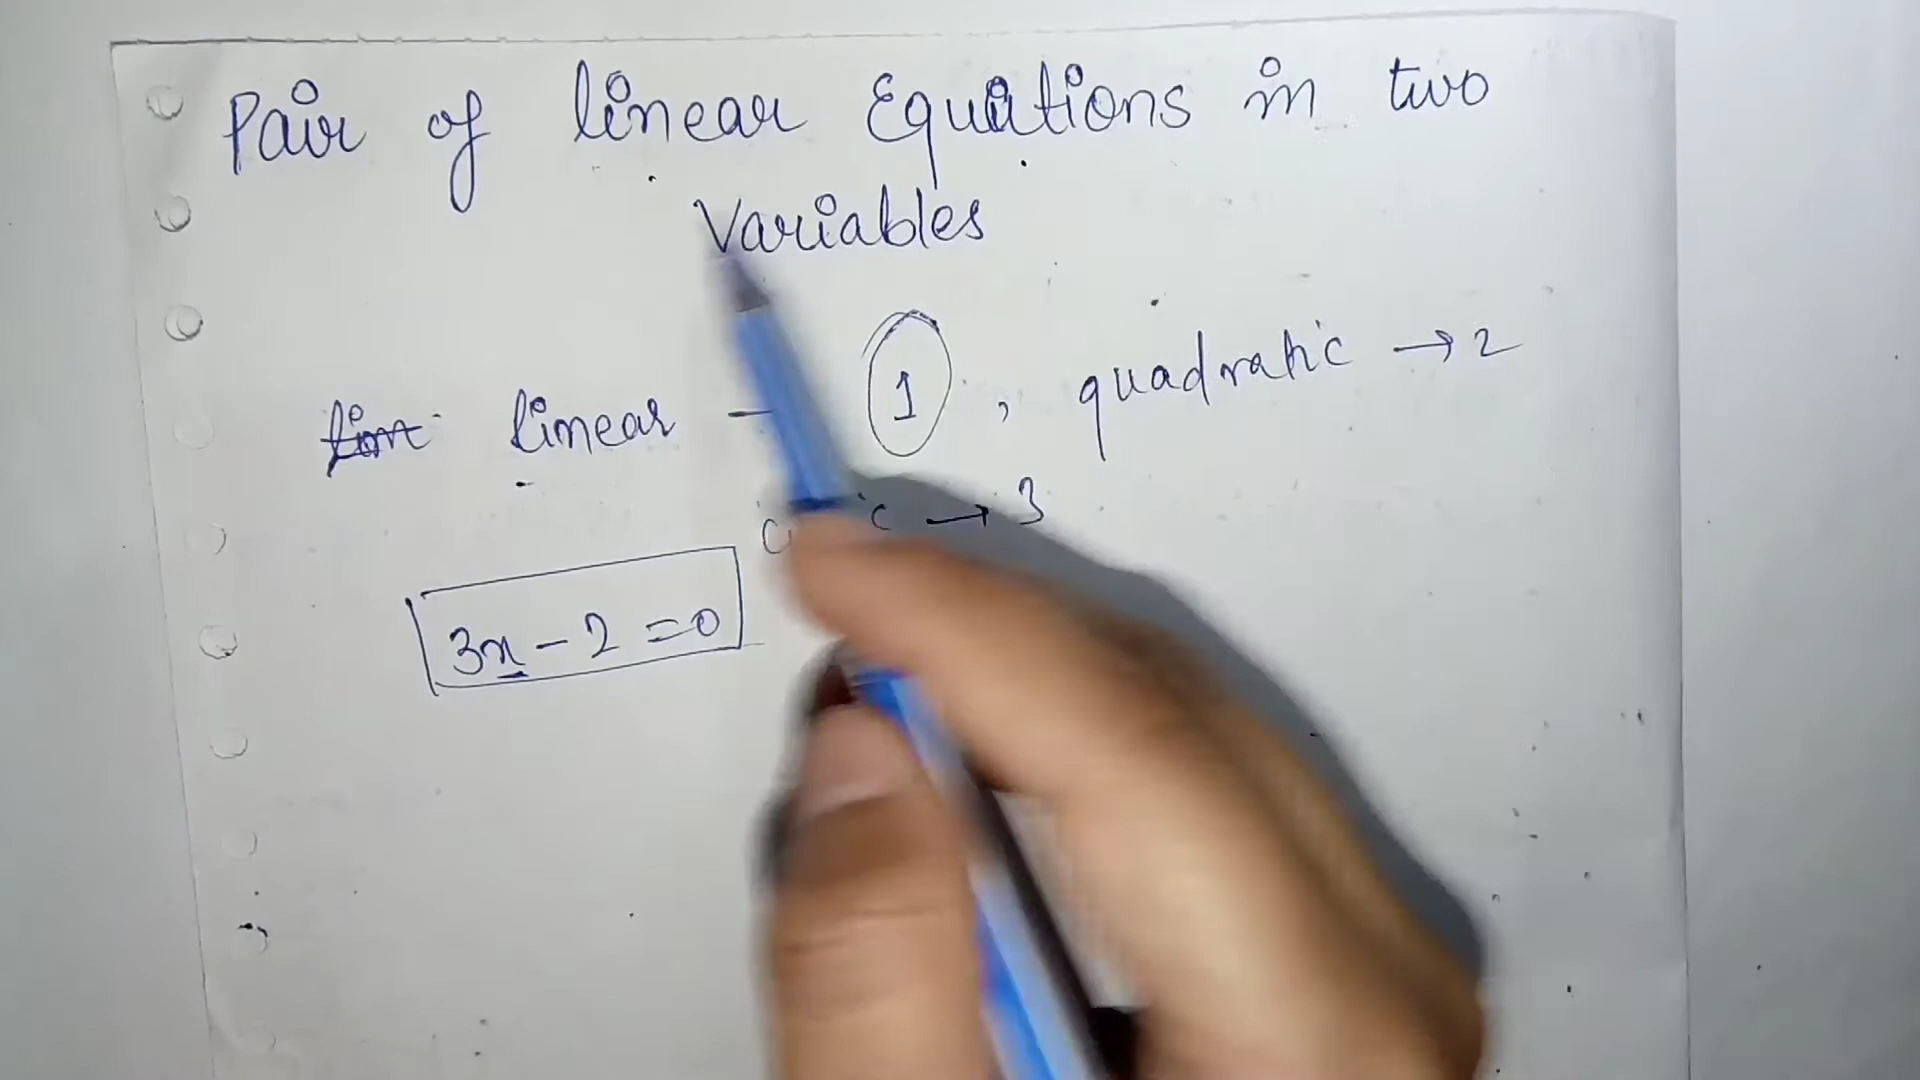 Pair of linear Equations in two
Variables
linear - 1 , quadratic → 2
→ 3
3x - 2 = 0